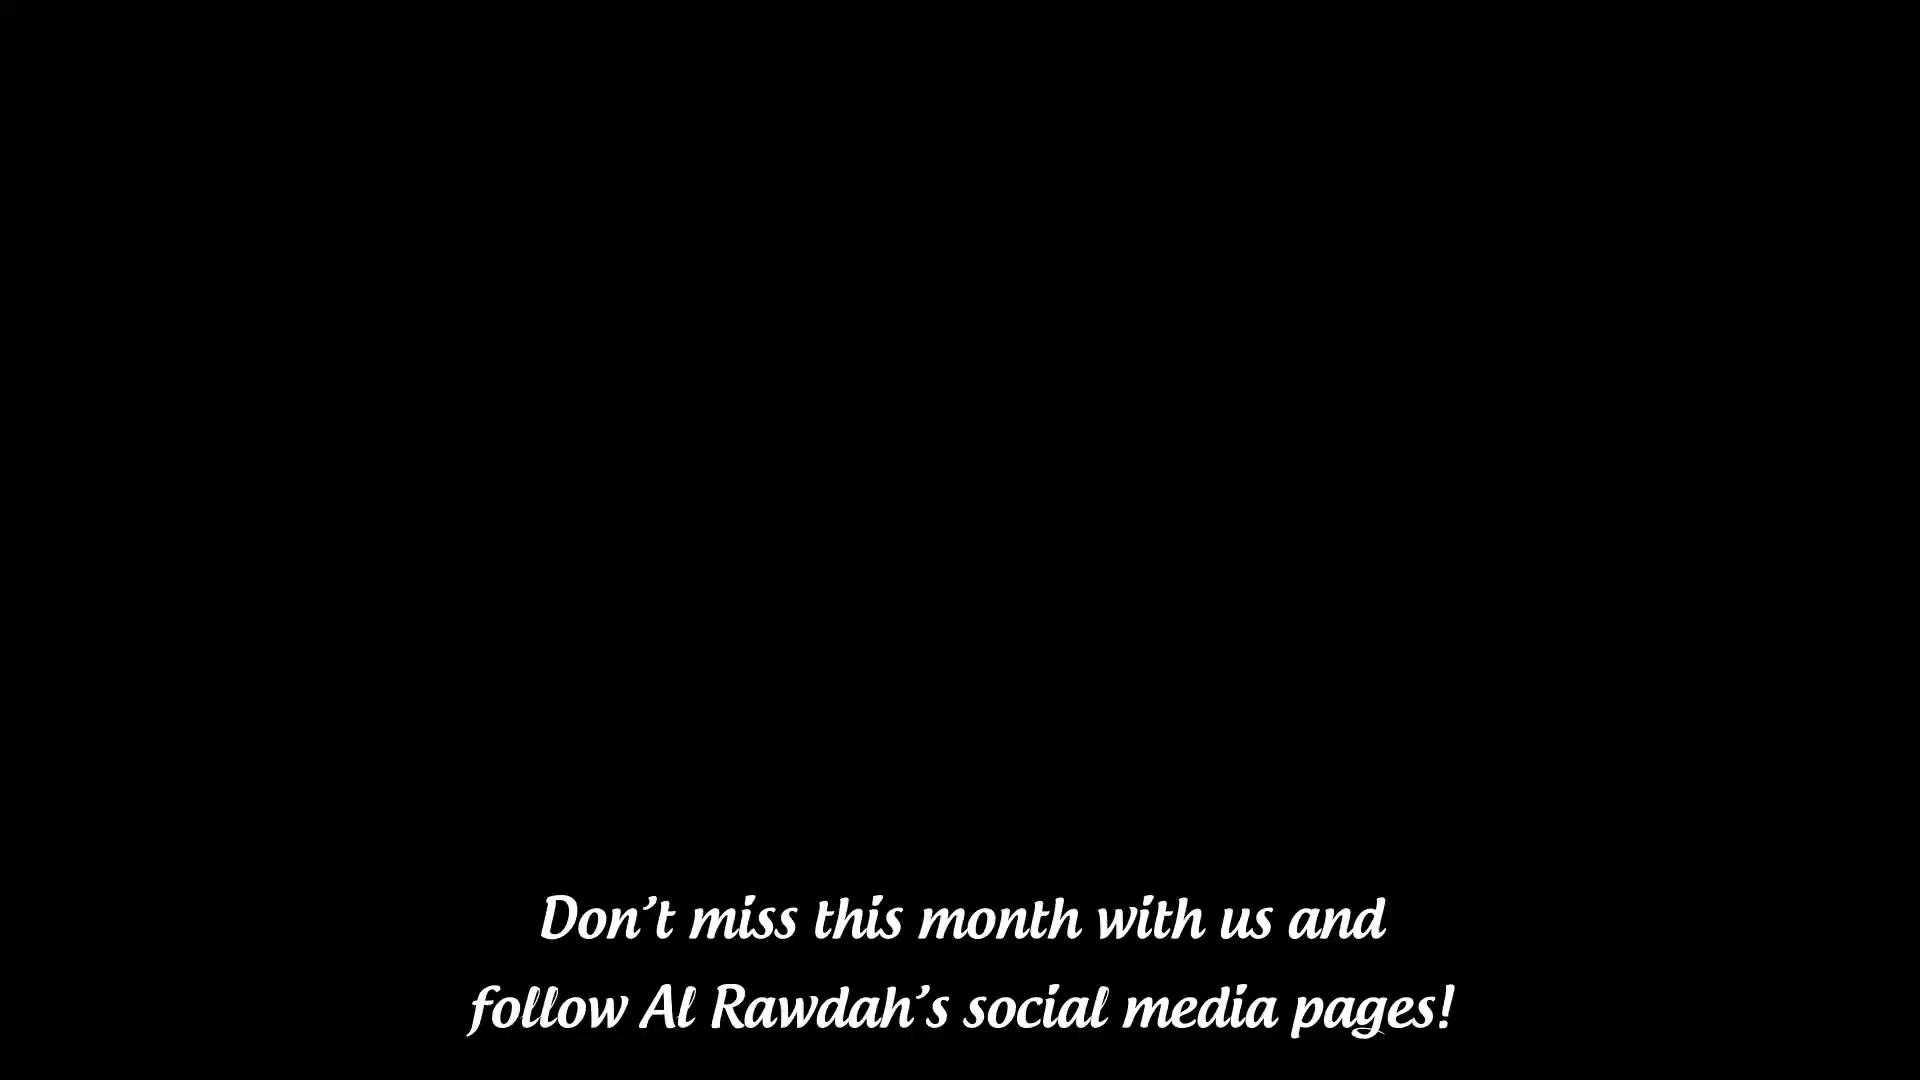 Don’t miss this month with us and
follow Al Rawdah’s social media pages!